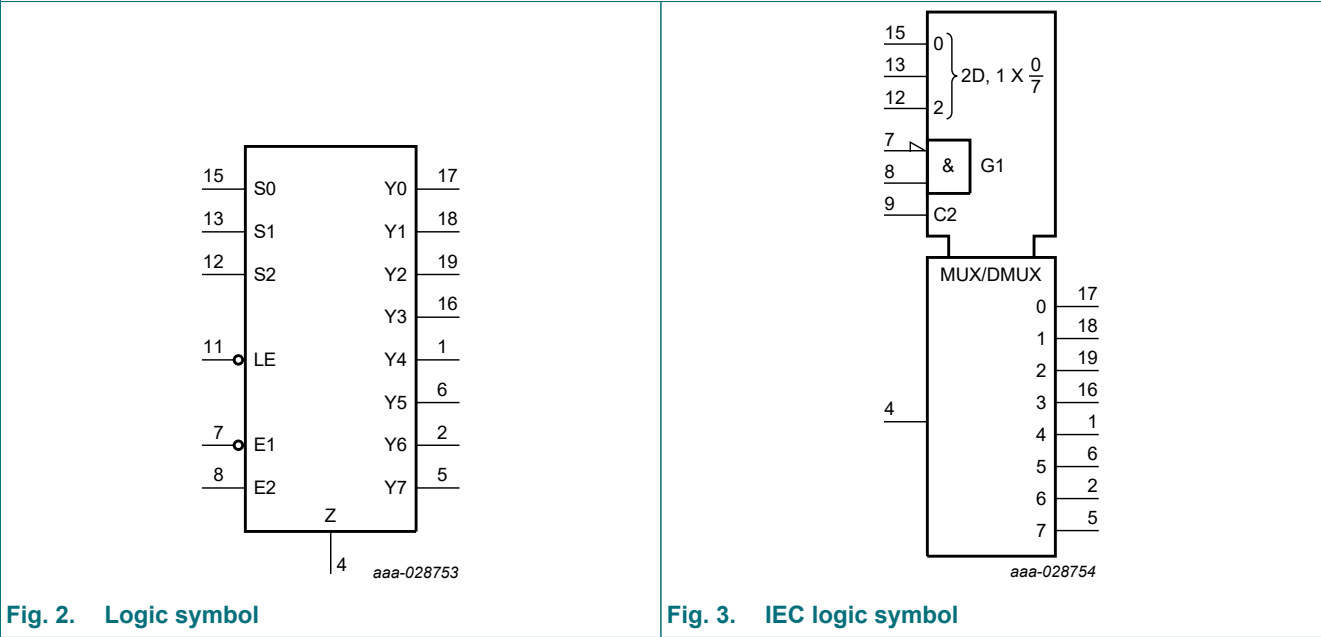 15 S0 Y0 17
13 S1 Y1 18
12 S2 Y2 19
Y3 16
11 LE Y4 1
Y5 6
7 E1 Y6 2
8 E2 Y7 5
Z
4
aaa-028753
Fig. 2. Logic symbol
15 0
13 2D, 1 X 0/7
12 2
7
& G1
8
9 C2
MUX/DMUX
0 17
1 18
2 19
3 16
4
4 1
5 6
6 2
7 5
aaa-028754
Fig. 3. IEC logic symbol